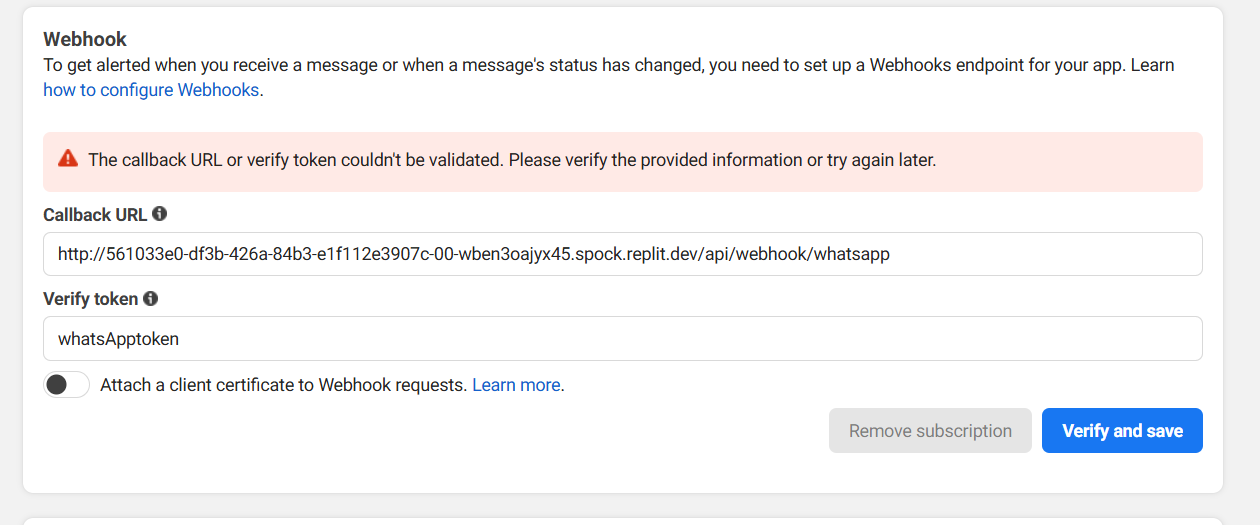 Webhook
To get alerted when you receive a message or when a message's status has changed, you need to set up a Webhooks endpoint for your app. Learn
how to configure Webhooks.
The callback URL or verify token couldn't be validated. Please verify the provided information or try again later.
Callback URL
http://561033e0-df3b-426a-84b3-e1f112e3907c-00-wben3oajyx45.spock.replit.dev/api/webhook/whatsapp
Verify token
whatsApptoken
Attach a client certificate to Webhook requests. Learn more.
Remove subscription
Verify and save